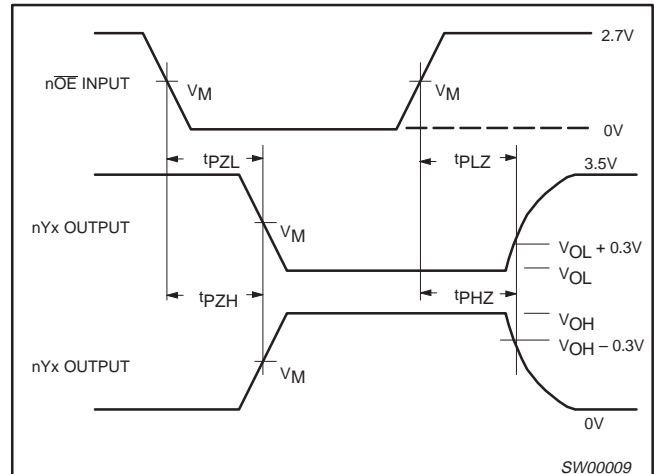 2.7V
nO̅E̅ INPUT
VM
VM
0V
tPZL
tPLZ
3.5V
nYx OUTPUT
VM
VOL + 0.3V
VOL
tPZH
tPHZ
VOH
VOH – 0.3V
nYx OUTPUT
VM
0V
SW00009